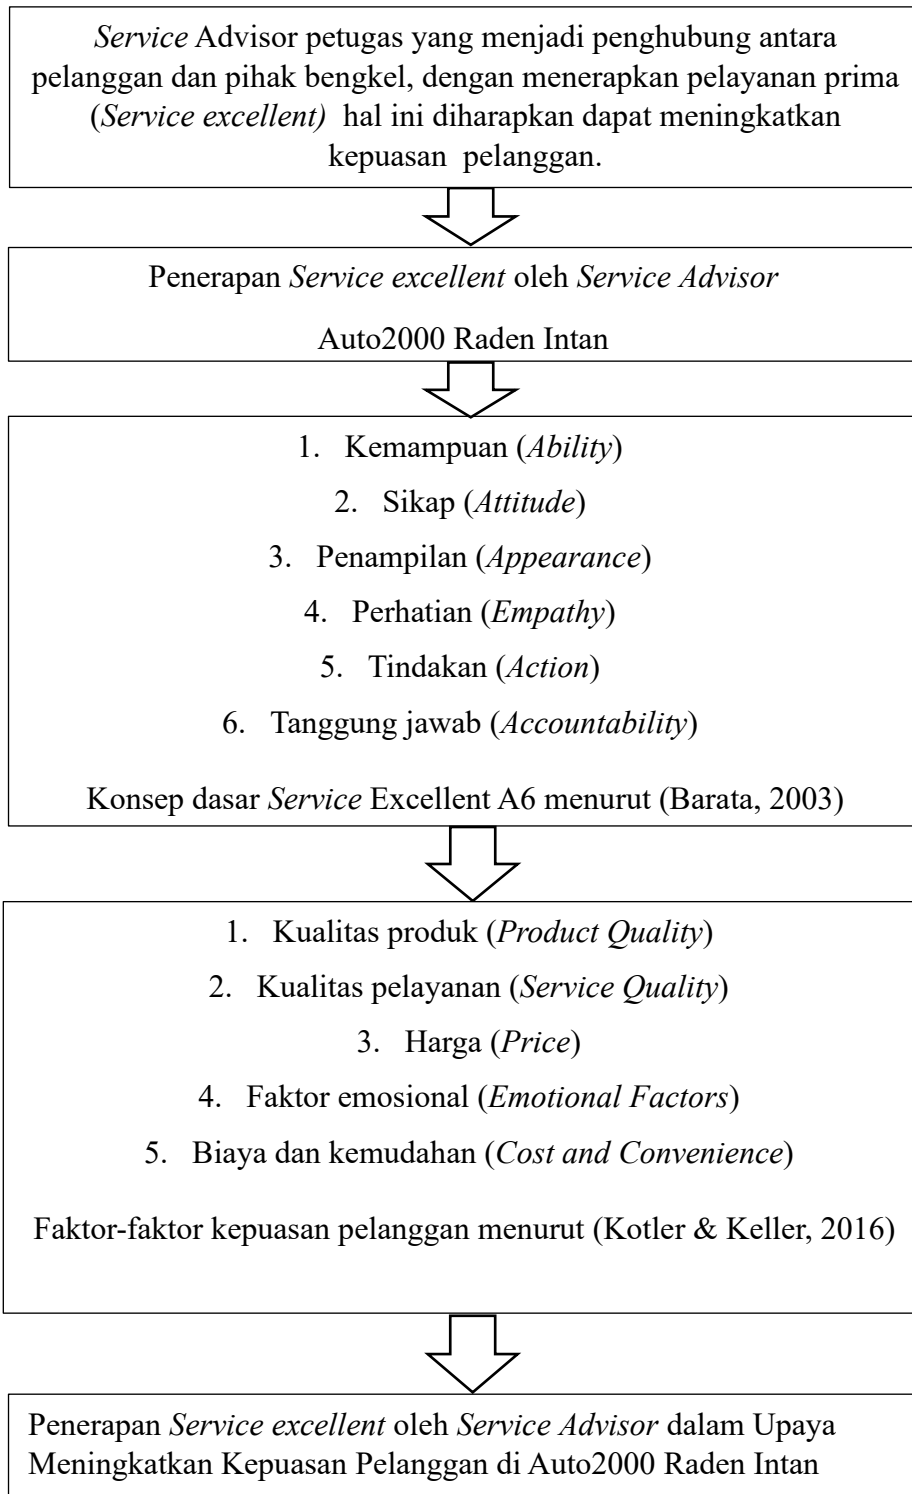 Service Advisor petugas yang menjadi penghubung antara
pelanggan dan pihak bengkel, dengan menerapkan pelayanan prima
(Service excellent) hal ini diharapkan dapat meningkatkan
kepuasan pelanggan.
Penerapan Service excellent oleh Service Advisor
Auto2000 Raden Intan
1. Kemampuan (Ability)
2. Sikap (Attitude)
3. Penampilan (Appearance)
4. Perhatian (Empathy)
5. Tindakan (Action)
6. Tanggung jawab (Accountability)
Konsep dasar Service Excellent A6 menurut (Barata, 2003)
1. Kualitas produk (Product Quality)
2. Kualitas pelayanan (Service Quality)
3. Harga (Price)
4. Faktor emosional (Emotional Factors)
5. Biaya dan kemudahan (Cost and Convenience)
Faktor-faktor kepuasan pelanggan menurut (Kotler & Keller, 2016)
Penerapan Service excellent oleh Service Advisor dalam Upaya
Meningkatkan Kepuasan Pelanggan di Auto2000 Raden Intan